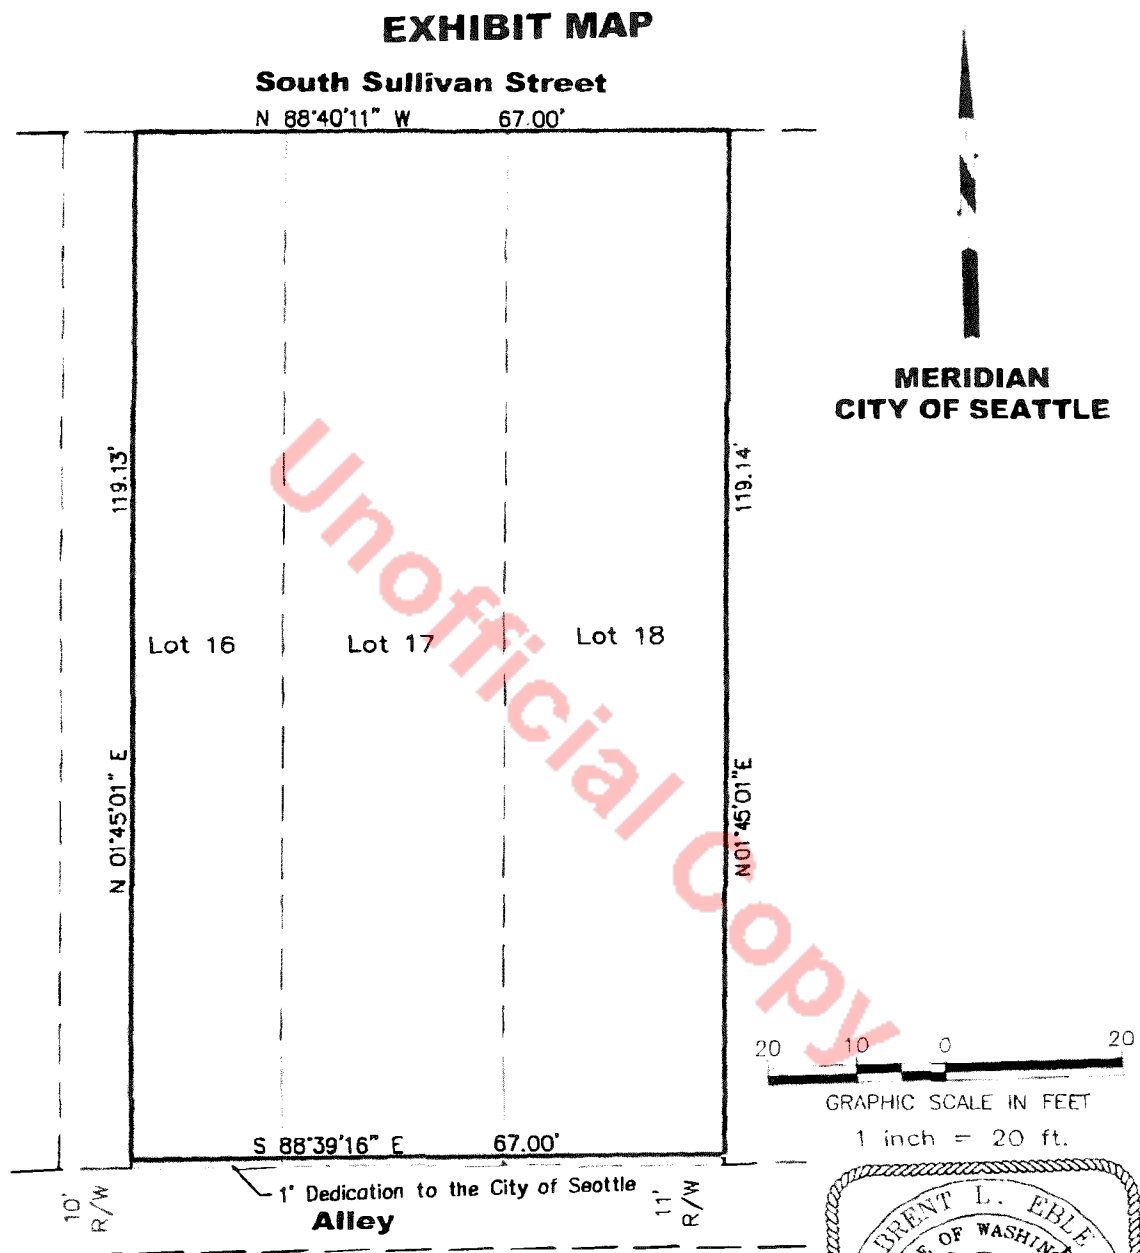 EXHIBIT MAP
South Sullivan Street
N 88°40'11" W 67.00'
MERIDIAN
CITY OF SEATTLE
119.13'
119.14'
Lot 16
Lot 17
Lot 18
N 01°45'01" E
N01°45'01"E
Unofficial Copy
20 10 0 20
GRAPHIC SCALE IN FEET
1 inch = 20 ft.
S 88°39'16" E 67.00'
1' Dedication to the City of Seattle
10'
R/W
Alley
11'
R/W
BRENT L. EBLE
OF WASHIN